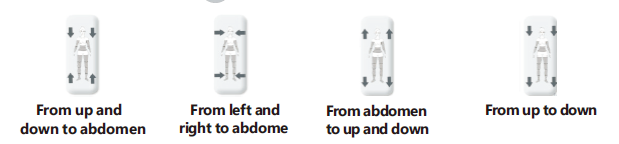 From up and
down to abdomen
From left and
right to abdome
From abdomen
to up and down
From up to down